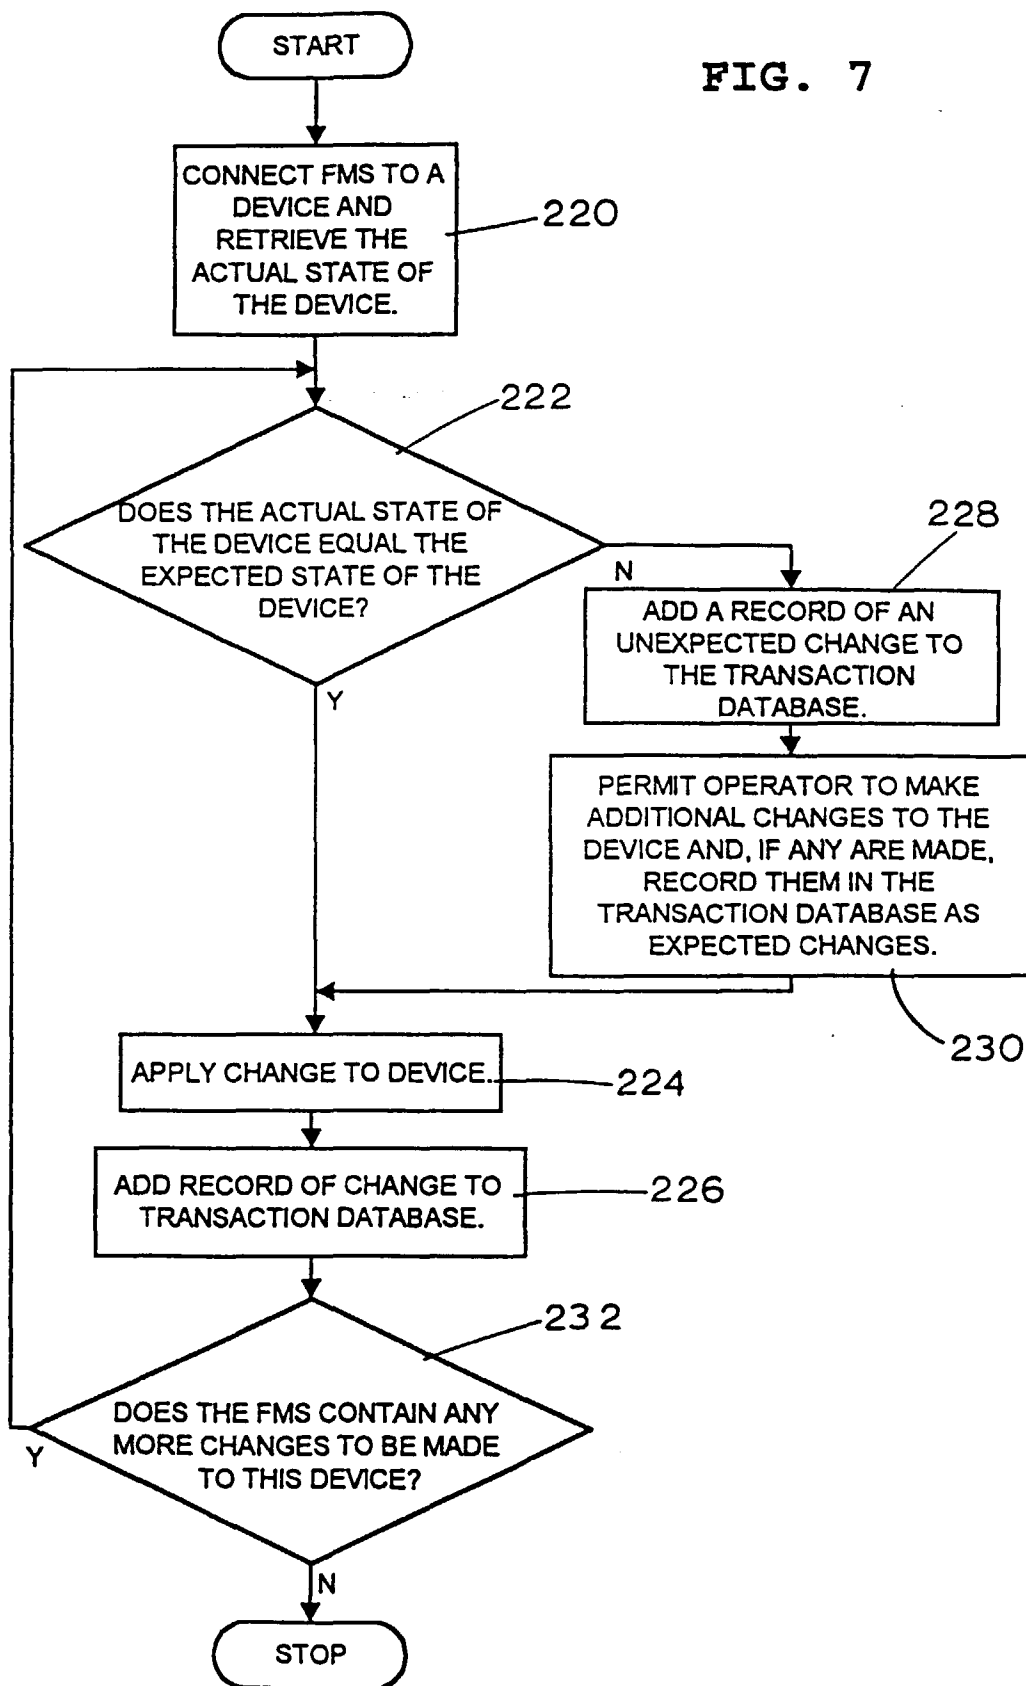 START
FIG. 7
CONNECT FMS TO A
DEVICE AND
RETRIEVE THE
ACTUAL STATE OF
THE DEVICE.
220
222
DOES THE ACTUAL STATE OF
THE DEVICE EQUAL THE
EXPECTED STATE OF THE
DEVICE?
N
Y
228
ADD A RECORD OF AN
UNEXPECTED CHANGE TO
THE TRANSACTION
DATABASE.
PERMIT OPERATOR TO MAKE
ADDITIONAL CHANGES TO THE
DEVICE AND, IF ANY ARE MADE,
RECORD THEM IN THE
TRANSACTION DATABASE AS
EXPECTED CHANGES.
230
APPLY CHANGE TO DEVICE.
224
ADD RECORD OF CHANGE TO
TRANSACTION DATABASE.
226
232
DOES THE FMS CONTAIN ANY
MORE CHANGES TO BE MADE
TO THIS DEVICE?
Y
N
STOP